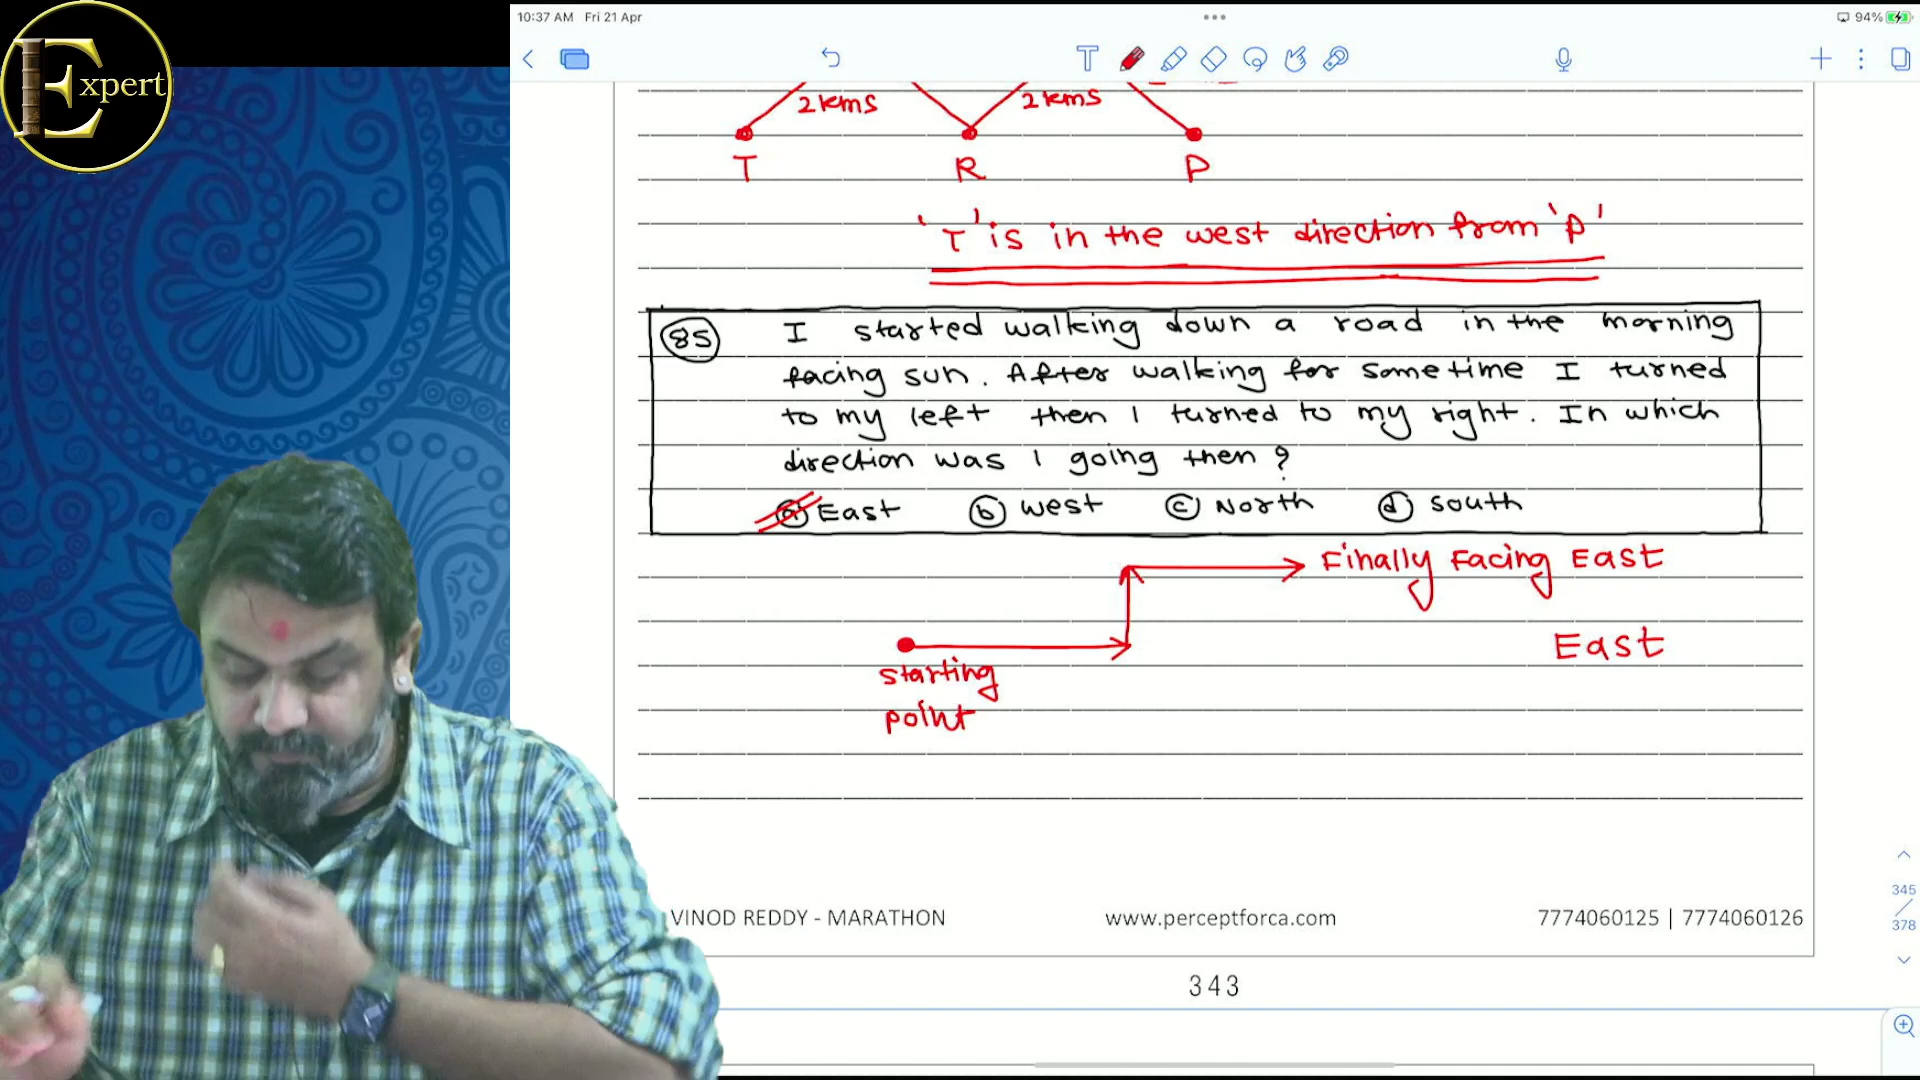 Expert
10:37 AM Fri 21 Apr
94%
2kms
2kms
T
R
P
'T' is in the west direction from 'P'
85
I started walking down a road in the morning
facing sun. After walking for sometime I turned
to my left then I turned to my right. In which
direction was I going then?
a East b west c North d south
Finally Facing East
East
starting
point
VINOD REDDY - MARATHON
www.perceptforca.com
7774060125 | 7774060126
345
378
343